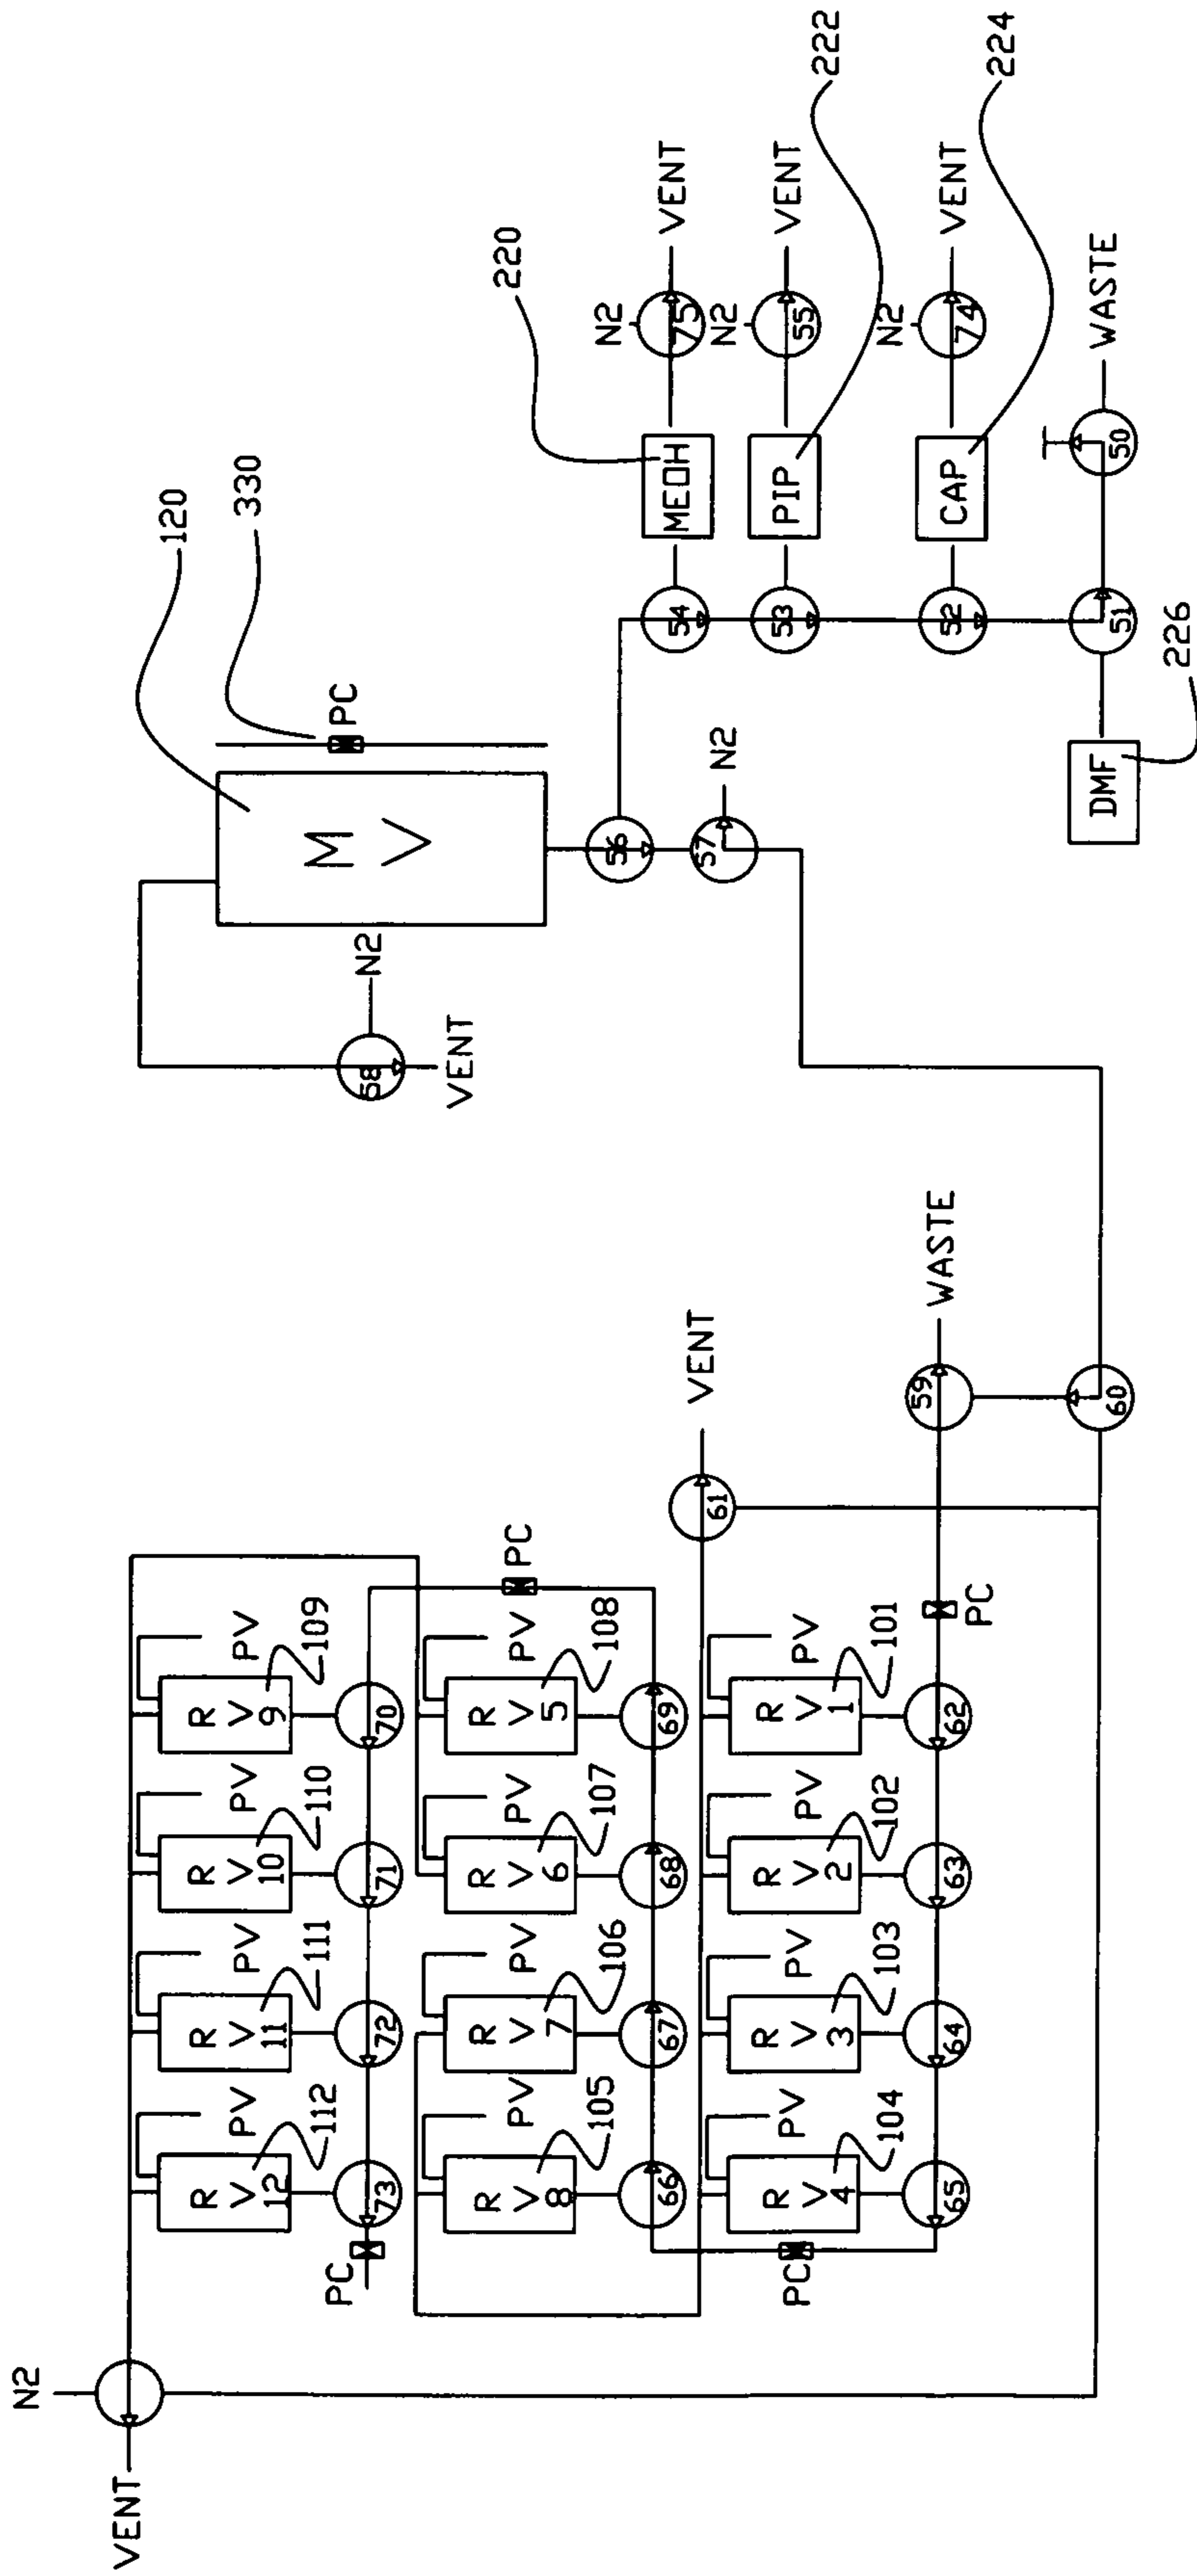 N2
VENT
R
V
12
PV
112
R
V
11
PV
111
R
V
10
PV
110
R
V
9
PV
109
73
72
71
70
PC
R
V
8
PV
105
R
V
7
PV
106
R
V
6
PV
107
R
V
5
PV
108
PC
66
67
68
69
R
V
4
PV
104
R
V
3
PV
103
R
V
2
PV
102
R
V
1
PV
101
PC
65
64
63
62
PC
61
VENT
59
WASTE
60
58
N2
VENT
M
V
120
330
PC
56
57
N2
54
MEOH
220
N2
75
VENT
53
PIP
N2
55
VENT
222
52
CAP
N2
74
VENT
224
51
50
WASTE
DMF
226